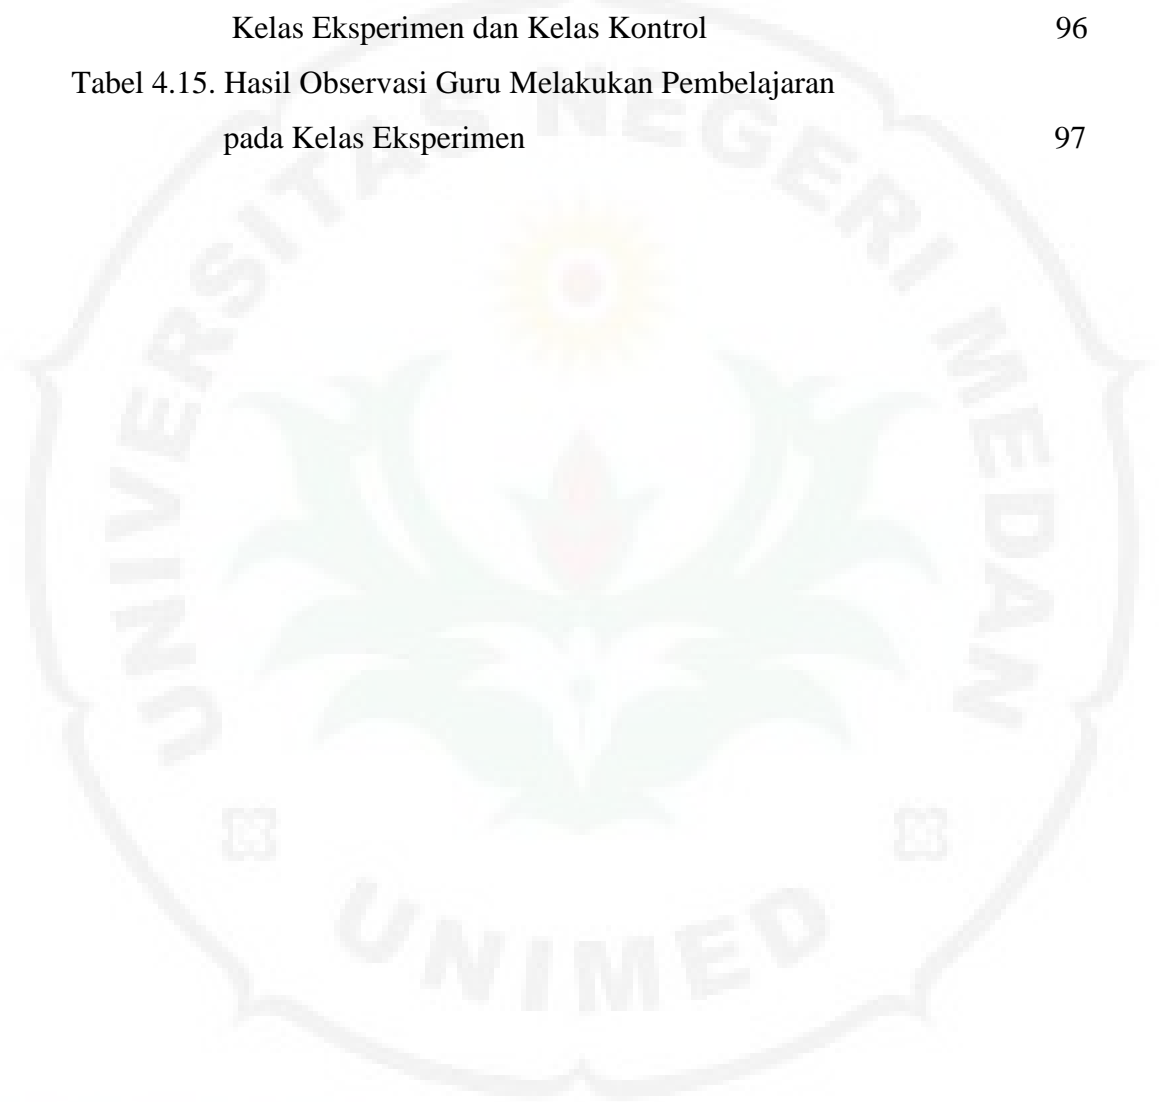 Kelas Eksperimen dan Kelas Kontrol 96
Tabel 4.15. Hasil Observasi Guru Melakukan Pembelajaran
pada Kelas Eksperimen 97
UNIVERSITAS NEGERI MEDAN
UNIMED